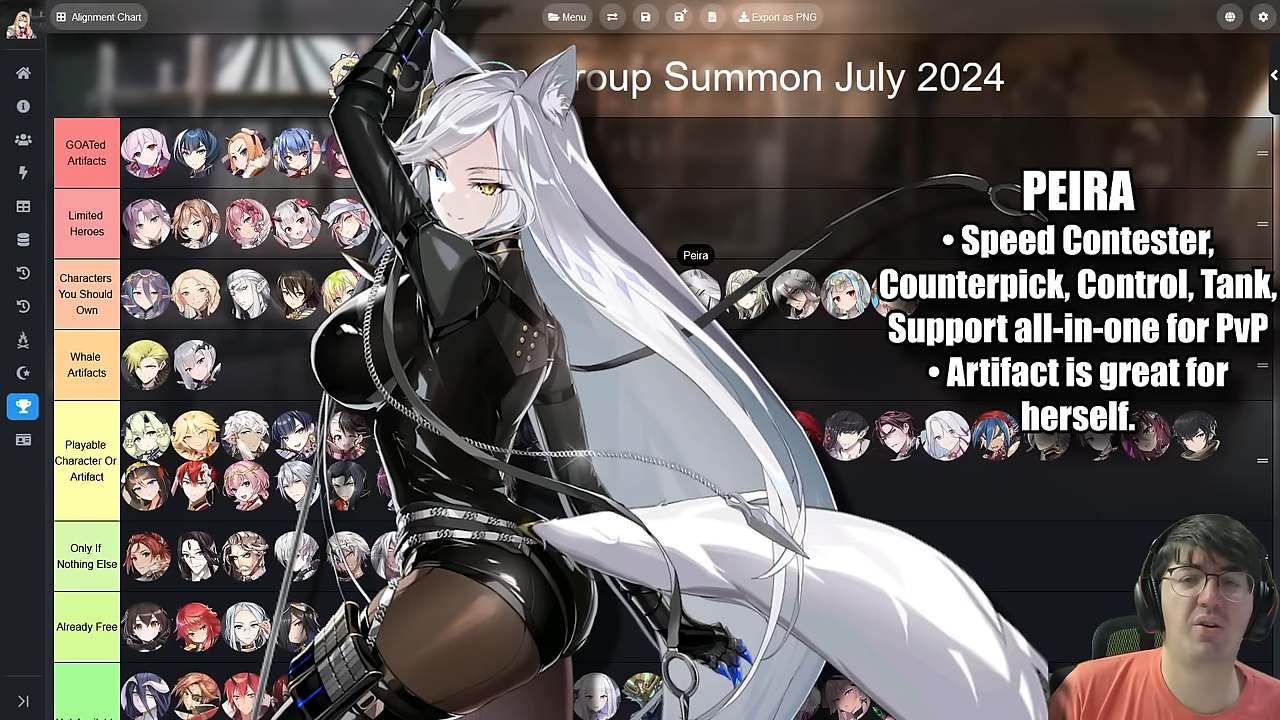 Alignment Chart
Menu
Export as PNG
roup Summon July 2024
GOATed
Artifacts
Limited
Heroes
Peira
Characters
You Should
Own
Whale
Artifacts
Playable
Character Or
Artifact
Only If
Nothing Else
Already Free
PEIRA
• Speed Contester,
Counterpick, Control, Tank,
Support all-in-one for PvP
• Artifact is great for
herself.